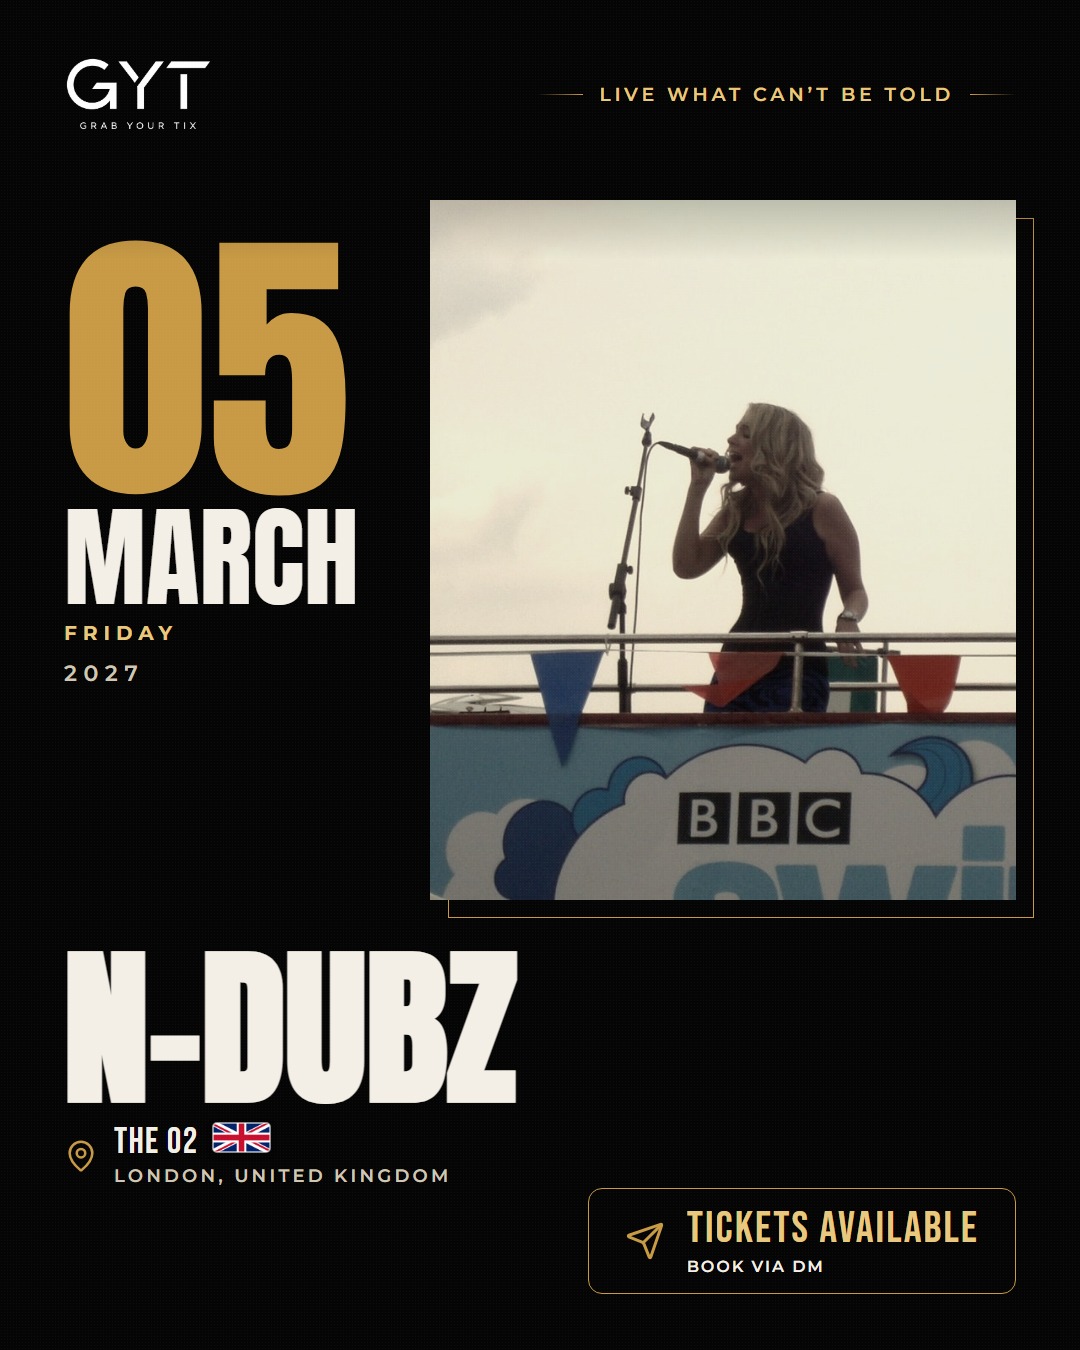 GYT
GRAB YOUR TIX
LIVE WHAT CAN’T BE TOLD
05
MARCH
FRIDAY
2027
BBC
N-DUBZ
THE 02
LONDON, UNITED KINGDOM
TICKETS AVAILABLE
BOOK VIA DM